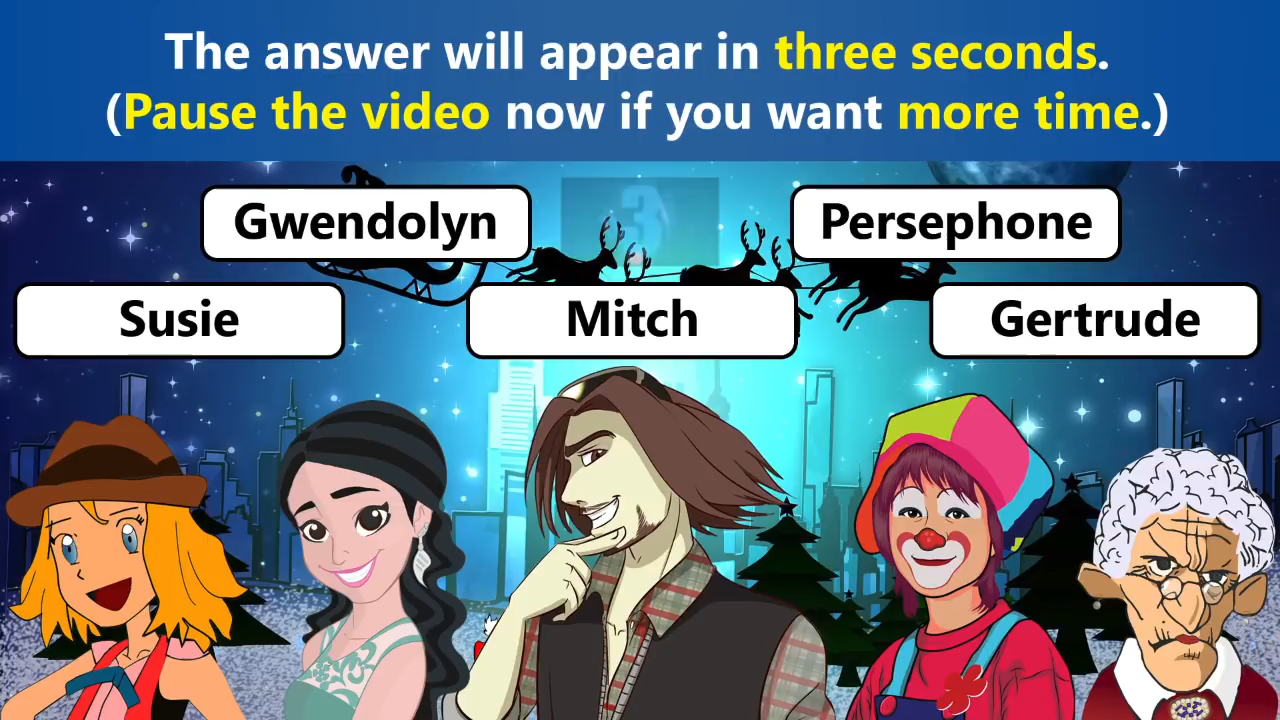 The answer will appear in three seconds.
(Pause the video now if you want more time.)
3
Gwendolyn
Persephone
Susie
Mitch
Gertrude